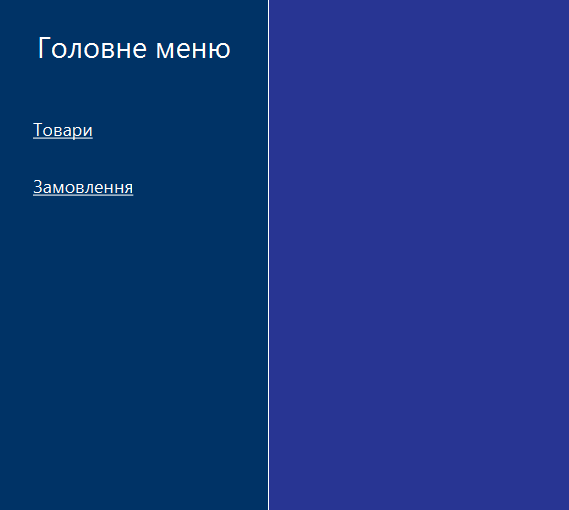 Головне меню
Товари
Замовлення